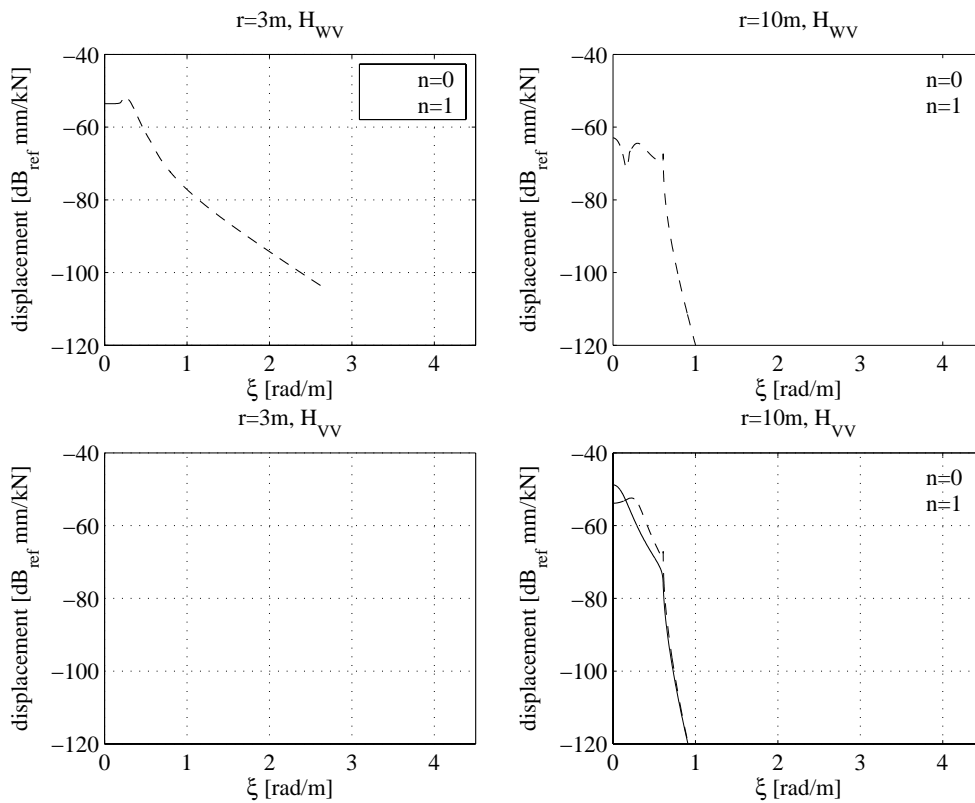 r=3m, H_WV
displacement [dB_ref mm/kN]
−40
−60
−80
−100
−120
0 1 2 3 4
ξ [rad/m]
n=0
n=1
r=10m, H_WV
displacement [dB_ref mm/kN]
−40
−60
−80
−100
−120
0 1 2 3 4
ξ [rad/m]
n=0
n=1
r=3m, H_VV
displacement [dB_ref mm/kN]
−40
−60
−80
−100
−120
0 1 2 3 4
ξ [rad/m]
r=10m, H_VV
displacement [dB_ref mm/kN]
−40
−60
−80
−100
−120
0 1 2 3 4
ξ [rad/m]
n=0
n=1